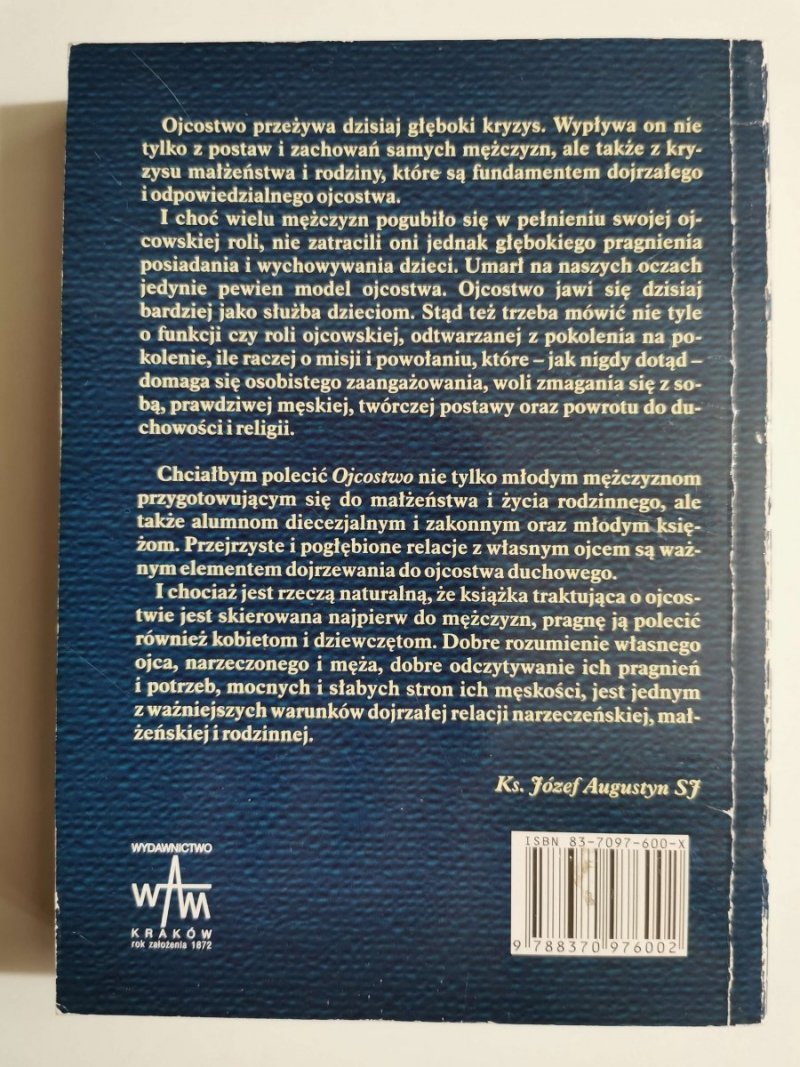 Ojcostwo przeżywa dzisiaj głęboki kryzys. Wypływa on nie
tylko z postaw i zachowań samych mężczyzn, ale także z kry-
zysu małżeństwa i rodziny, które są fundamentem dojrzałego
i odpowiedzialnego ojcostwa.
I choć wielu mężczyzn pogubiło się w pełnieniu swojej oj-
cowskiej roli, nie zatracili oni jednak głębokiego pragnienia
posiadania i wychowywania dzieci. Umarł na naszych oczach
jedynie pewien model ojcostwa. Ojcostwo jawi się dzisiaj
bardziej jako służba dzieciom. Stąd też trzeba mówić nie tyle
o funkcji czy roli ojcowskiej, odtwarzanej z pokolenia na po-
kolenie, ile raczej o misji i powołaniu, które – jak nigdy dotąd –
domaga się osobistego zaangażowania, woli zmagania się z so-
bą, prawdziwej męskiej, twórczej postawy oraz powrotu do du-
chowości i religii.
Chciałbym polecić Ojcostwo nie tylko młodym mężczyznom
przygotowującym się do małżeństwa i życia rodzinnego, ale
także alumnom diecezjalnym i zakonnym oraz młodym księ-
żom. Przejrzyste i pogłębione relacje z własnym ojcem są waż-
nym elementem dojrzewania do ojcostwa duchowego.
I chociaż jest rzeczą naturalną, że książka traktująca o ojcos-
twie jest skierowana najpierw do mężczyzn, pragnę ją polecić
również kobietom i dziewczętom. Dobre rozumienie własnego
ojca, narzeczonego i męża, dobre odczytywanie ich pragnień
i potrzeb, mocnych i słabych stron ich męskości, jest jednym
z ważniejszych warunków dojrzałej relacji narzeczeńskiej, mał-
żeńskiej i rodzinnej.
Ks. Józef Augustyn SJ
WYDAWNICTWO
WAM
KRAKÓW
rok założenia 1872
ISBN 83-7097-600-X
9 788370 976002